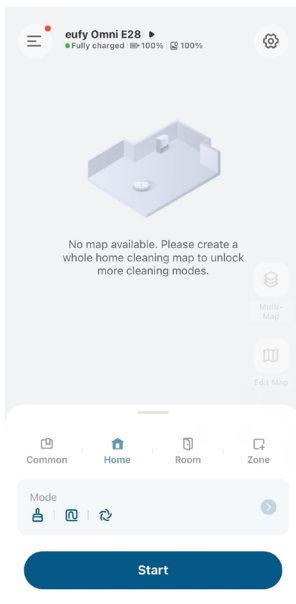 eufy Omni E28
Fully charged 100% 100%
No map available. Please create a
whole home cleaning map to unlock
more cleaning modes.
Multi-
Map
Edit Map
Common Home Room Zone
Mode
Start